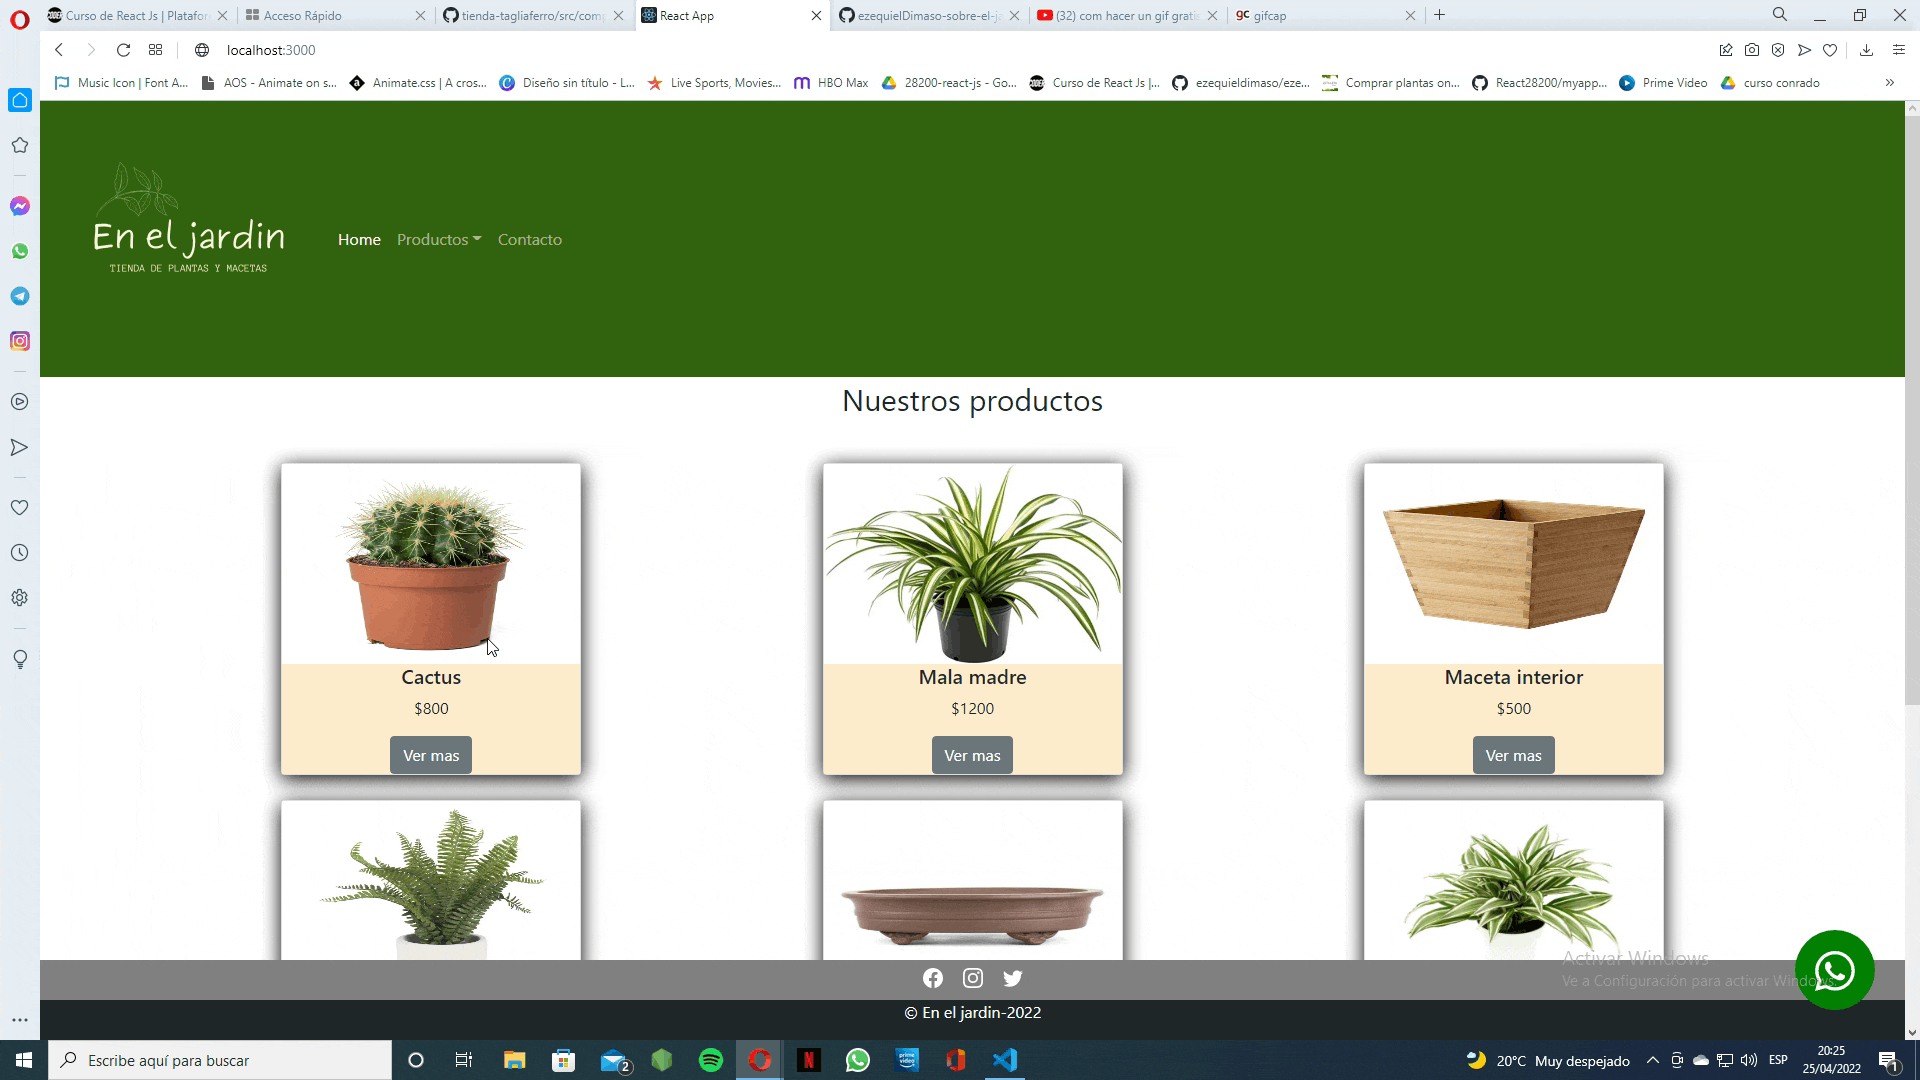 Curso de React Js | Platafor
Acceso Rápido
tienda-tagliaferro/src/com
React App
ezequielDimaso-sobre-el-j
(32) com hacer un gif grati
gc gifcap
localhost:3000
Music Icon | Font A...
AOS - Animate on s...
Animate.css | A cros...
Diseño sin título - L...
Live Sports, Movies...
HBO Max
28200-react-js - Go...
Curso de React Js |...
ezequieldimaso/eze...
Comprar plantas on...
React28200/myapp...
Prime Video
curso conrado
En el jardin
TIENDA DE PLANTAS Y MACETAS
Home
Productos
Contacto
Nuestros productos
Cactus
$800
Ver mas
Mala madre
$1200
Ver mas
Maceta interior
$500
Ver mas
Activar Windows
Ve a Configuración para activar Windows.
© En el jardin-2022
Escribe aquí para buscar
2
prime video
20°C Muy despejado
ESP
20:25
25/04/2022
1